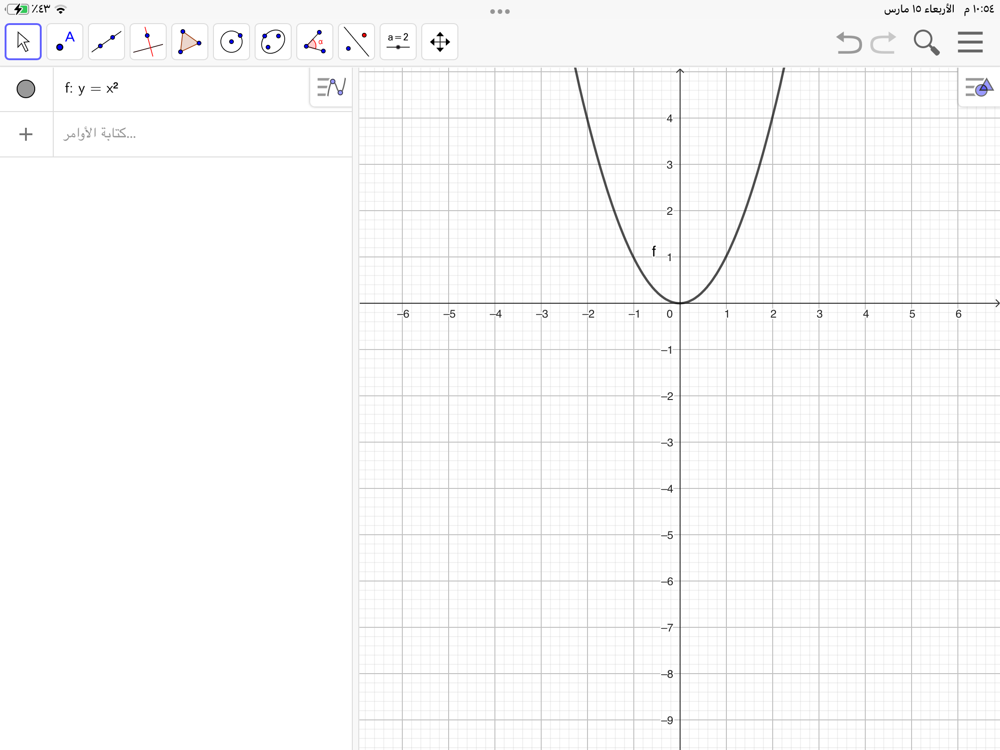 ١٠:٥٤ م الأربعاء ١٥ مارس
٪٤٣
A
α
a = 2
f: y = x²
كتابة الأوامر...
f
4
3
2
1
–6 –5 –4 –3 –2 –1 0 1 2 3 4 5 6
–1
–2
–3
–4
–5
–6
–7
–8
–9